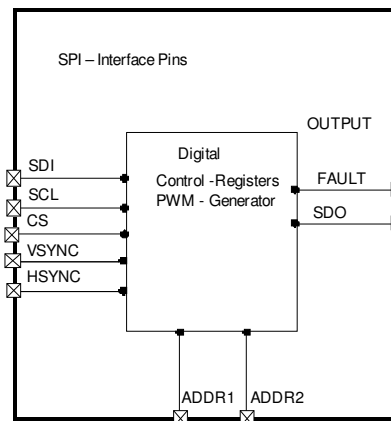 SPI – Interface Pins
OUTPUT
Digital
Control -Registers
PWM - Generator
SDI
SCL
CS
VSYNC
HSYNC
FAULT
SDO
ADDR1
ADDR2